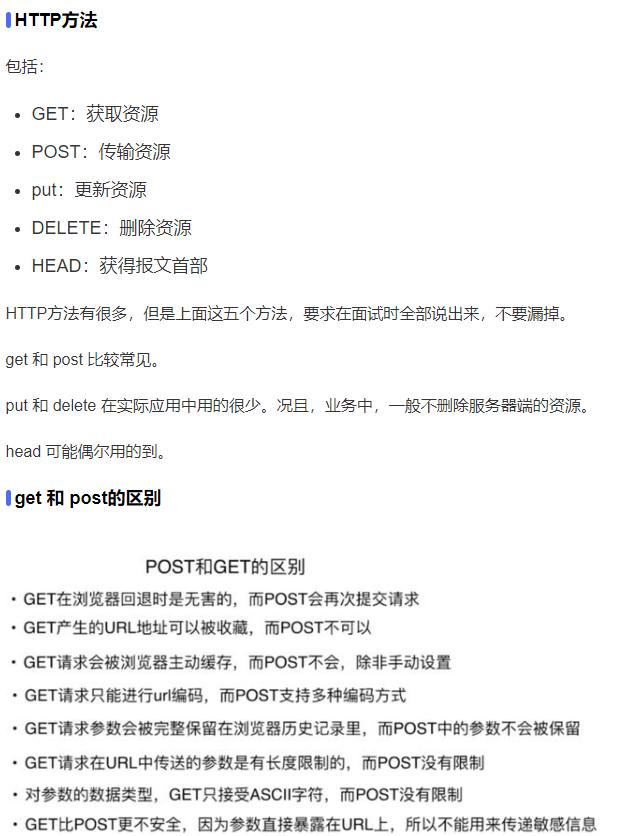 HTTP方法
包括：
• GET：获取资源
• POST：传输资源
• put：更新资源
• DELETE：删除资源
• HEAD：获得报文首部
HTTP方法有很多，但是上面这五个方法，要求在面试时全部说出来，不要漏掉。
get 和 post 比较常见。
put 和 delete 在实际应用中用的很少。况且，业务中，一般不删除服务器端的资源。
head 可能偶尔用的到。
get 和 post的区别
POST和GET的区别
• GET在浏览器回退时是无害的，而POST会再次提交请求
• GET产生的URL地址可以被收藏，而POST不可以
• GET请求会被浏览器主动缓存，而POST不会，除非手动设置
• GET请求只能进行url编码，而POST支持多种编码方式
• GET请求参数会被完整保留在浏览器历史记录里，而POST中的参数不会被保留
• GET请求在URL中传送的参数是有长度限制的，而POST没有限制
• 对参数的数据类型，GET只接受ASCII字符，而POST没有限制
• GET比POST更不安全，因为参数直接暴露在URL上，所以不能用来传递敏感信息